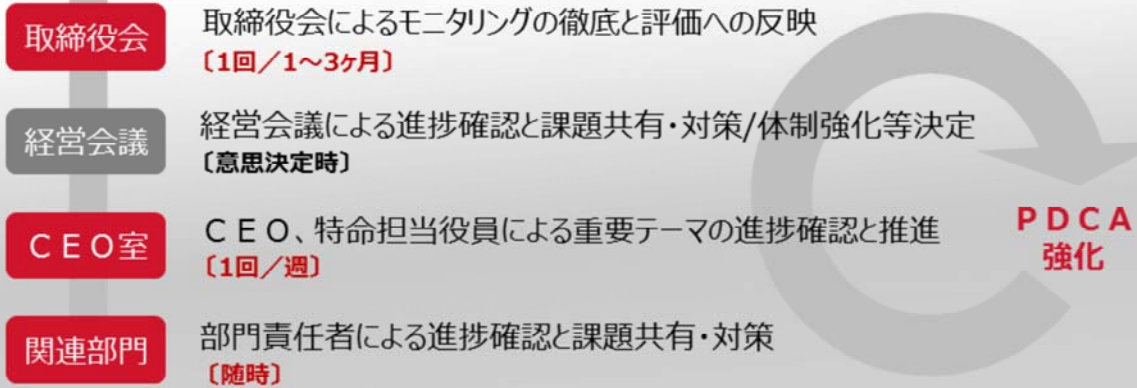 取締役会
取締役会によるモニタリングの徹底と評価への反映
〔1回／1～3ヶ月〕
経営会議
経営会議による進捗確認と課題共有・対策/体制強化等決定
〔意思決定時〕
ＣＥＯ室
ＣＥＯ、特命担当役員による重要テーマの進捗確認と推進
〔1回／週〕
ＰＤＣＡ
強化
関連部門
部門責任者による進捗確認と課題共有・対策
〔随時〕